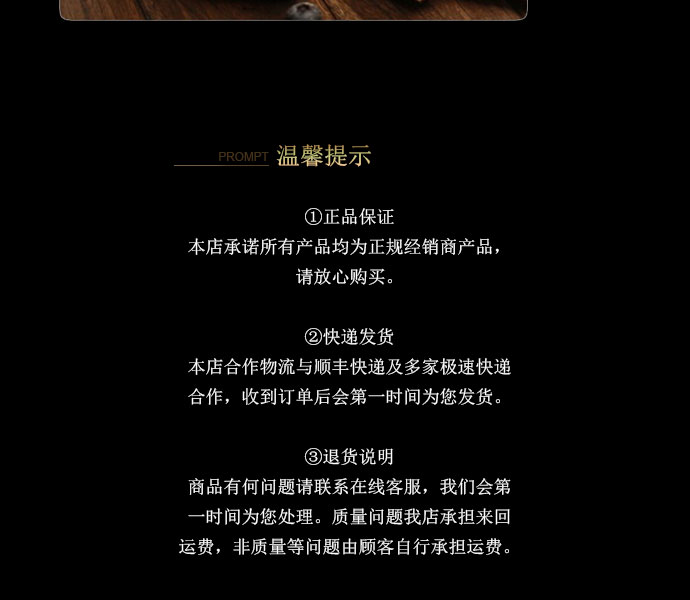 PROMPT 温馨提示
①正品保证
本店承诺所有产品均为正规经销商产品，
请放心购买。
②快递发货
本店合作物流与顺丰快递及多家极速快递
合作，收到订单后会第一时间为您发货。
③退货说明
商品有何问题请联系在线客服，我们会第
一时间为您处理。质量问题我店承担来回
运费，非质量等问题由顾客自行承担运费。